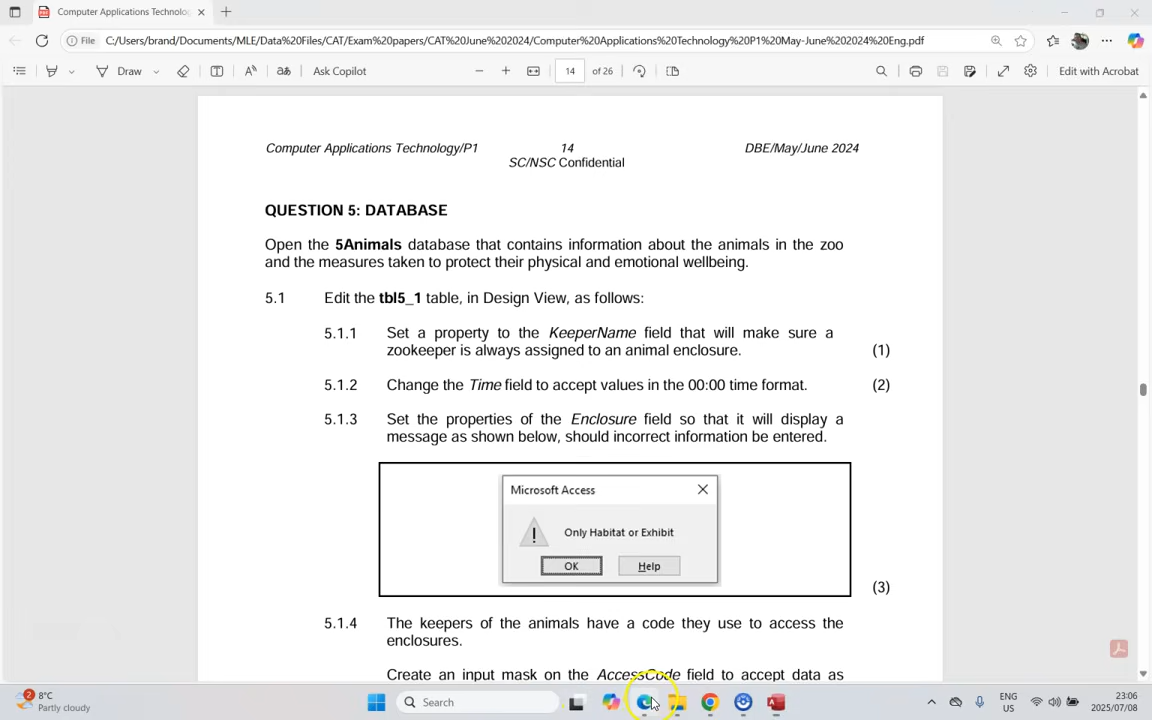 Computer Applications Technolo
C:/Users/brand/Documents/MLE/Data%20Files/CAT/Exam%20papers/CAT%20June%202024/Computer%20Applications%20Technology%20P1%20May-June%202024%20Eng.pdf
File
Draw
Ask Copilot
14
of 26
Edit with Acrobat
Computer Applications Technology/P1 14 DBE/May/June 2024
SC/NSC Confidential
QUESTION 5: DATABASE
Open the 5Animals database that contains information about the animals in the zoo
and the measures taken to protect their physical and emotional wellbeing.
5.1 Edit the tbl5_1 table, in Design View, as follows:
5.1.1 Set a property to the KeeperName field that will make sure a
zookeeper is always assigned to an animal enclosure. (1)
5.1.2 Change the Time field to accept values in the 00:00 time format. (2)
5.1.3 Set the properties of the Enclosure field so that it will display a
message as shown below, should incorrect information be entered.
Microsoft Access
Only Habitat or Exhibit
OK Help
(3)
5.1.4 The keepers of the animals have a code they use to access the
enclosures.
Create an input mask on the AccessCode field to accept data as
2
8°C
Partly cloudy
Search
ENG
US
23:06
2025/07/08